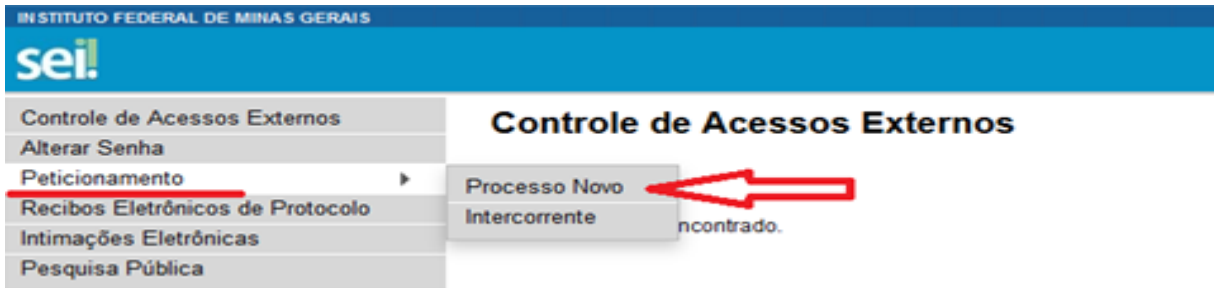 INSTITUTO FEDERAL DE MINAS GERAIS
sei!
Controle de Acessos Externos
Alterar Senha
Peticionamento
Recibos Eletrônicos de Protocolo
Intimações Eletrônicas
Pesquisa Pública
Controle de Acessos Externos
Processo Novo
Intercorrente
ncontrado.